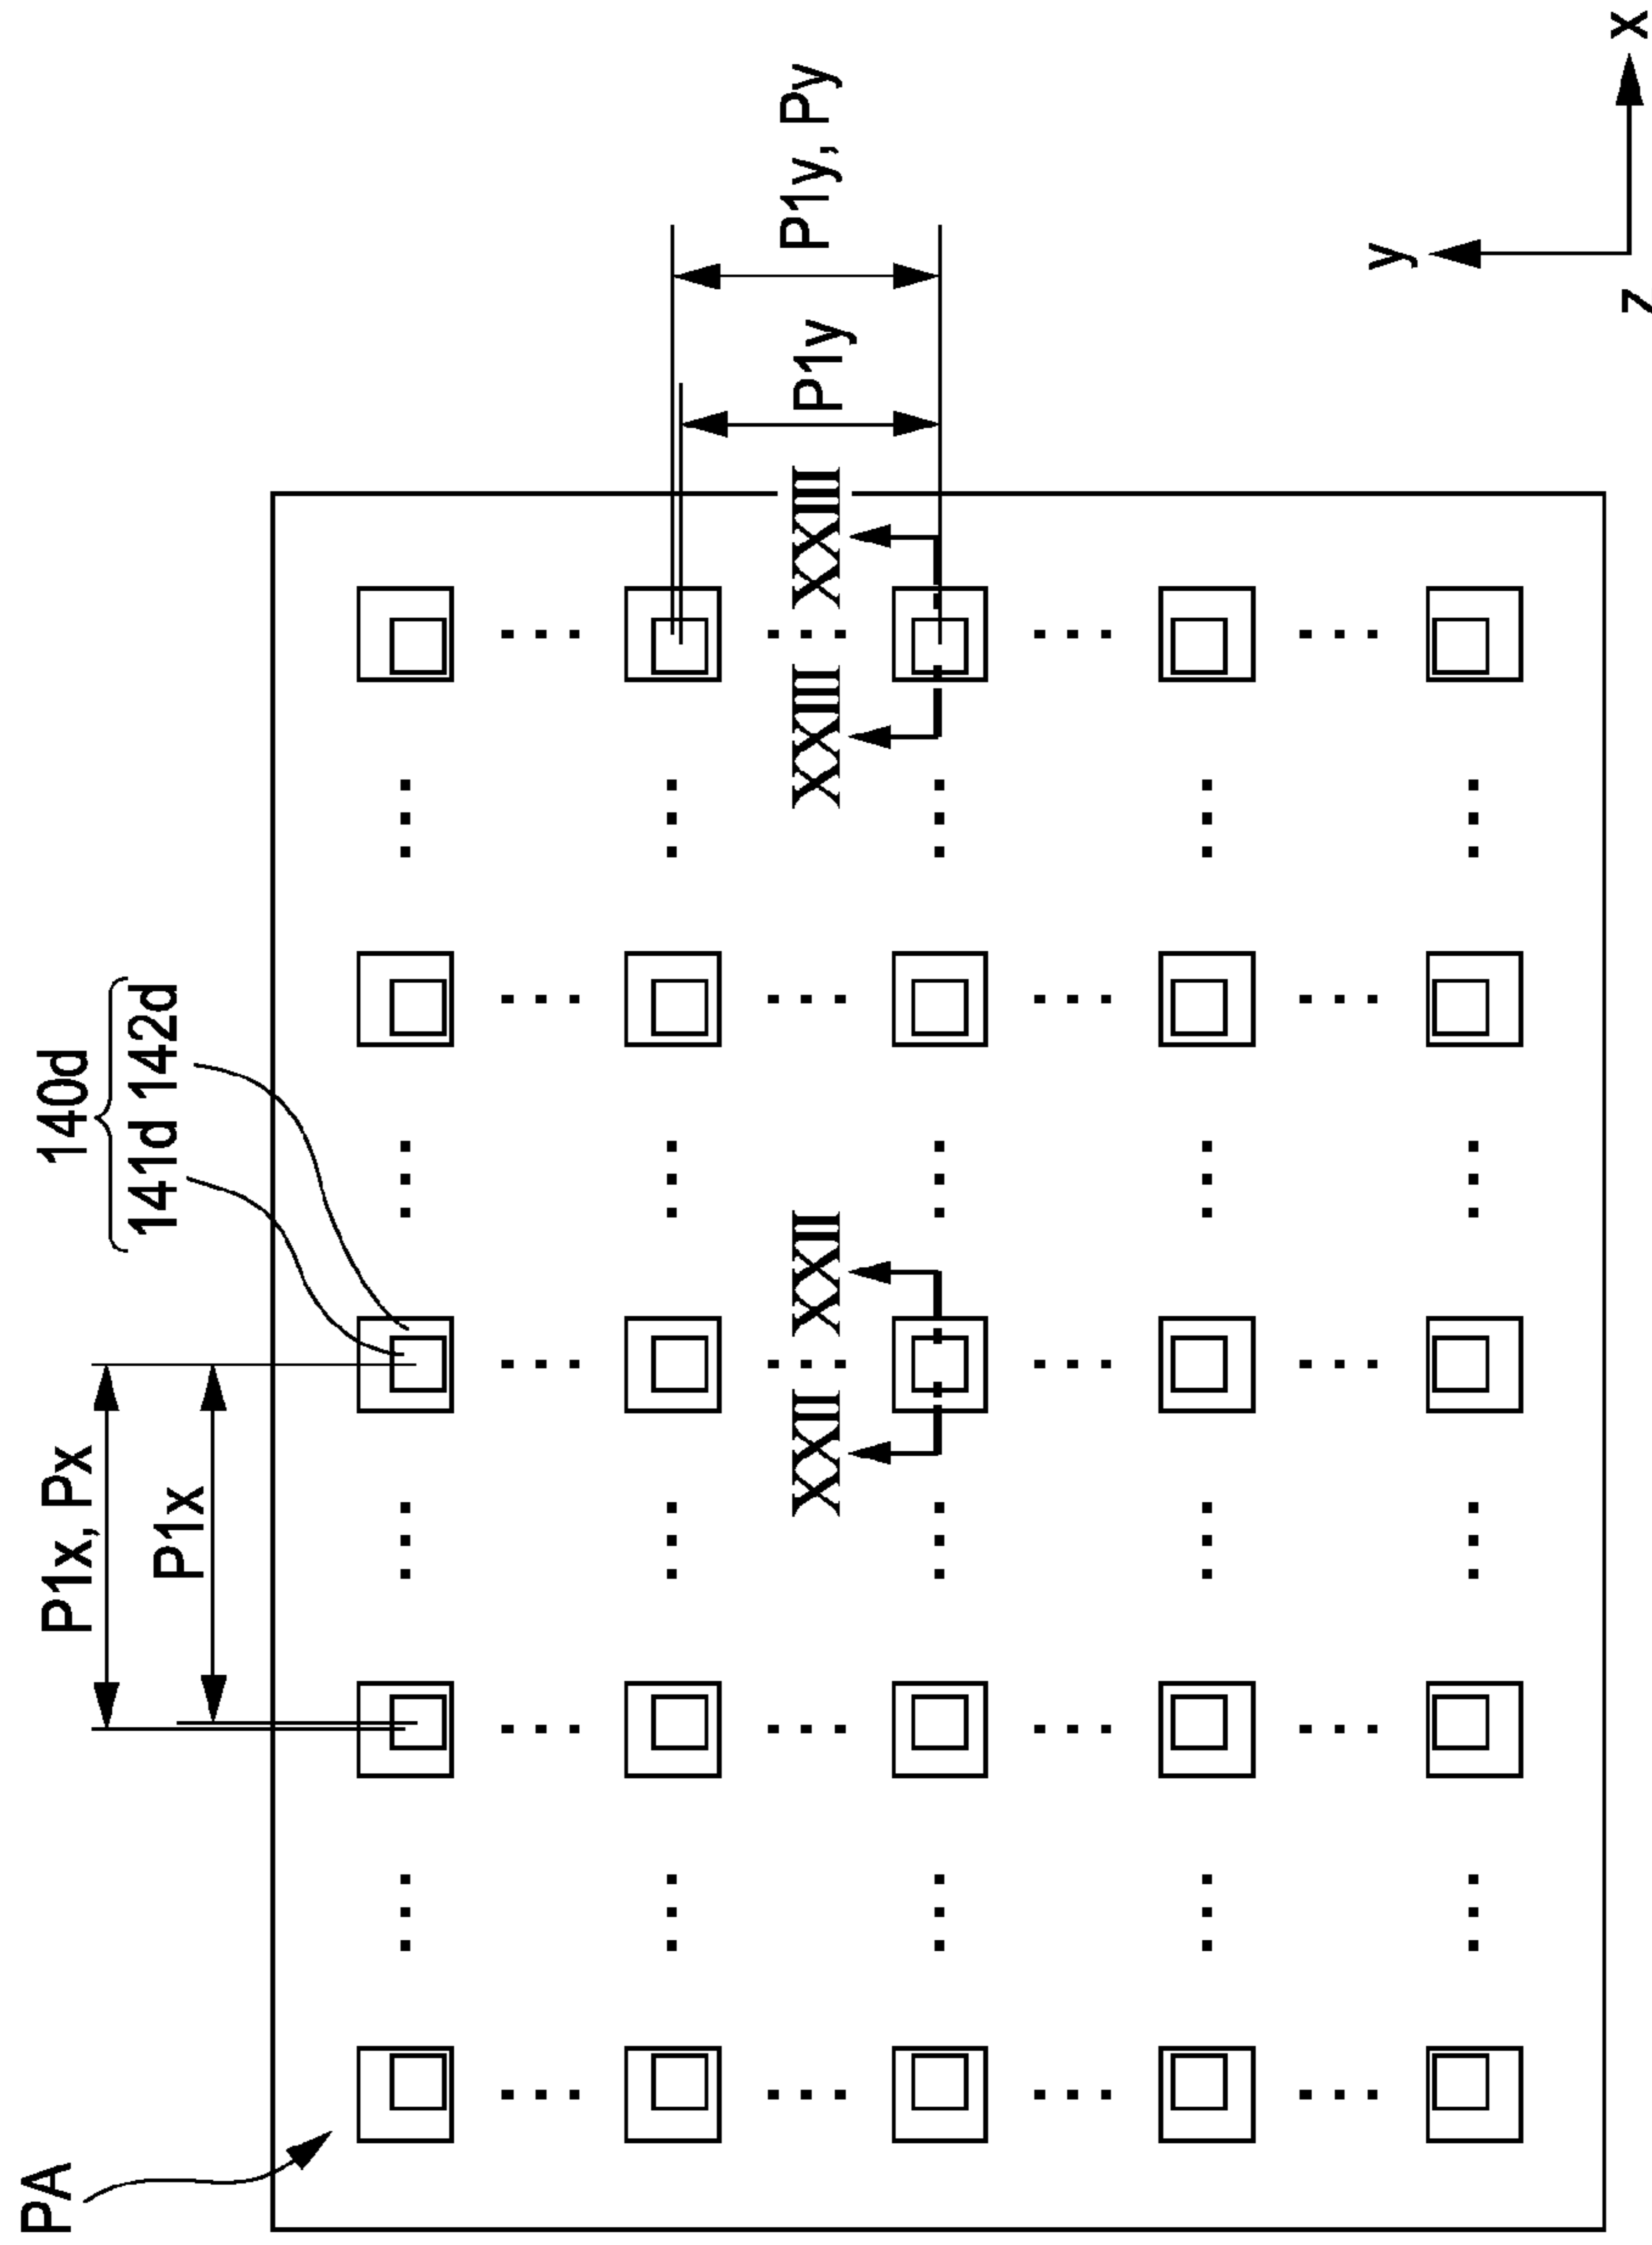 PA
P1x, Px
140d
141d 142d
P1x
XXII XXII
XXIII XXIII
P1y
P1y, Py
y
z
x